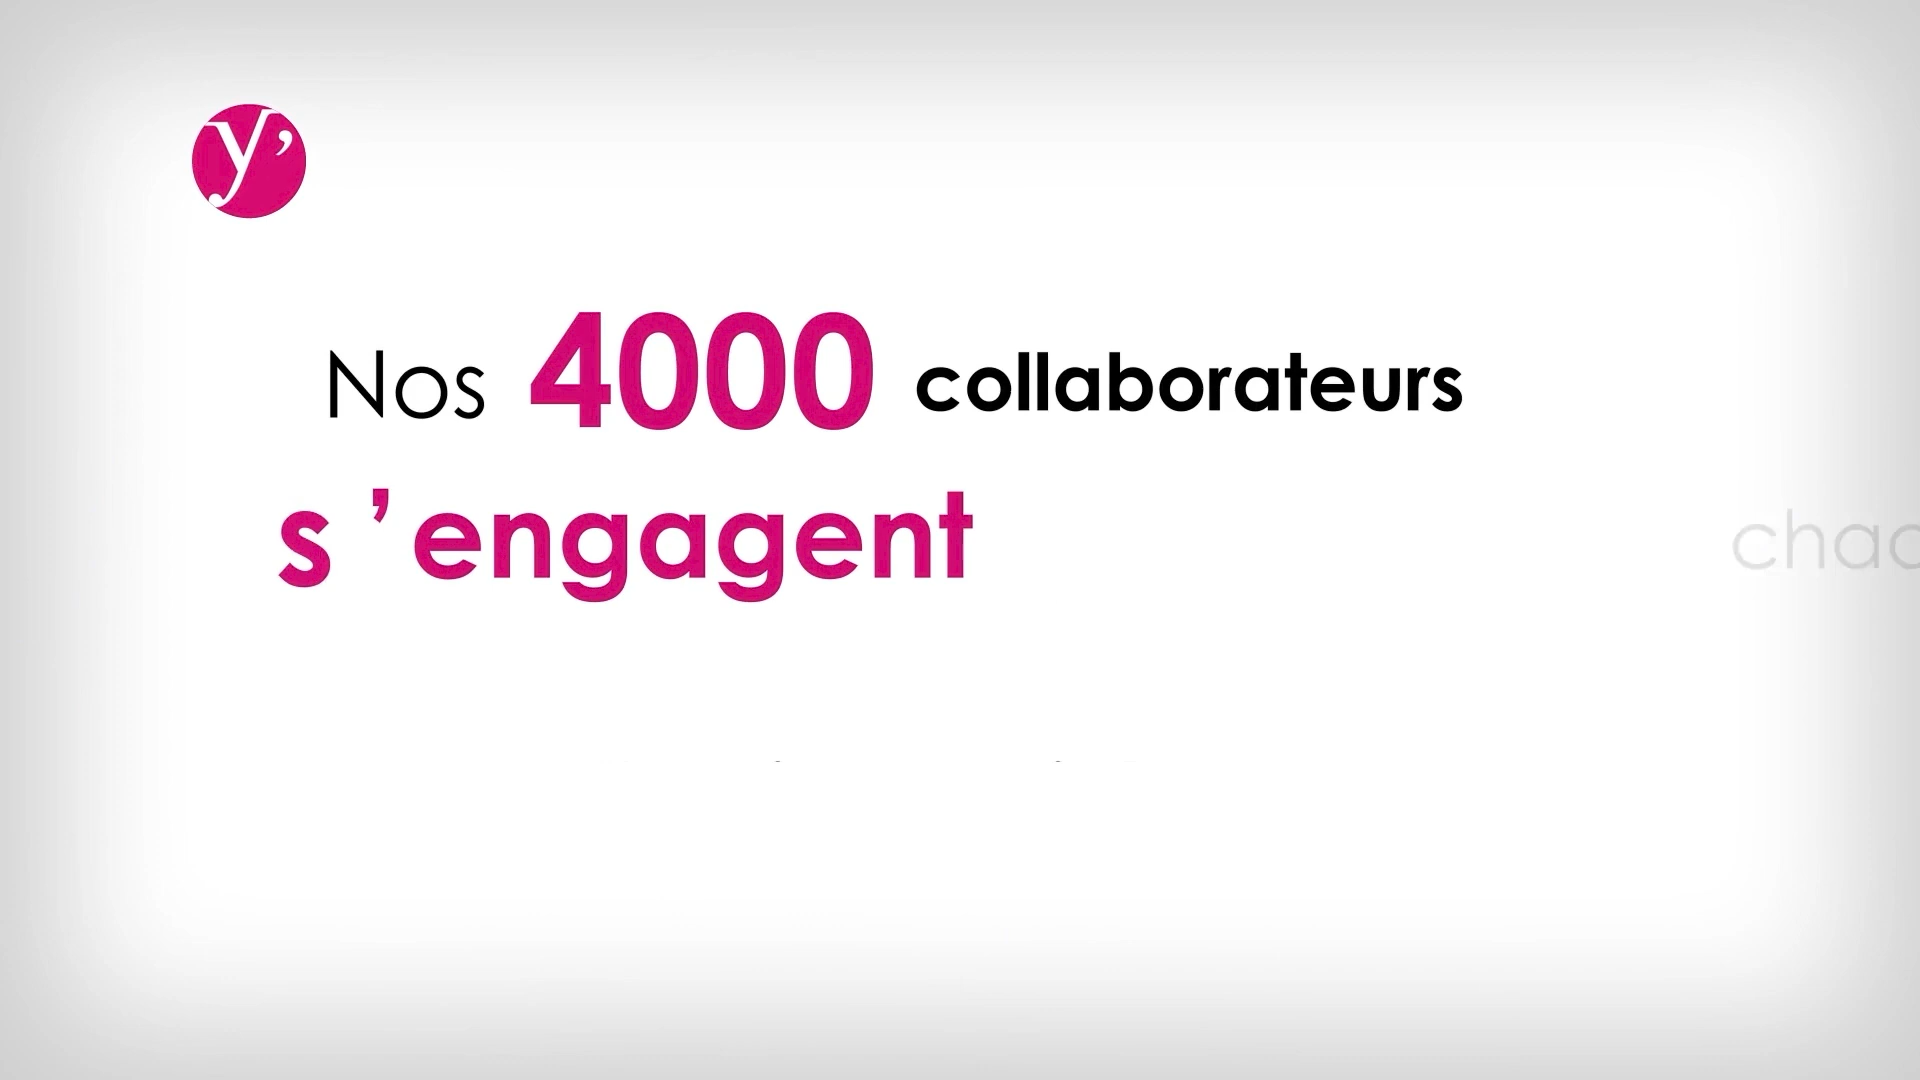 y’
Nos 4000 collaborateurs
s ’engagent